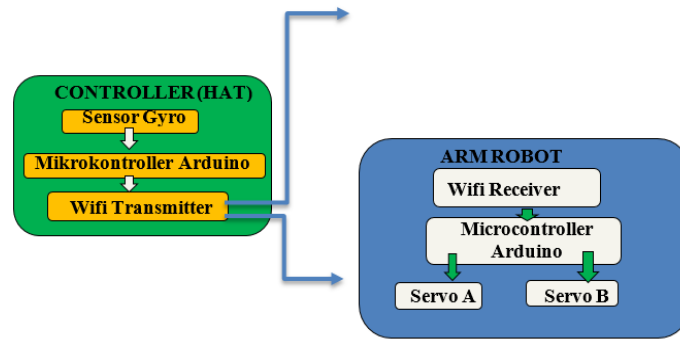 CONTROLLER (HAT)
Sensor Gyro
Mikrokontroller Arduino
Wifi Transmitter
ARM ROBOT
Wifi Receiver
Microcontroller
Arduino
Servo A
Servo B